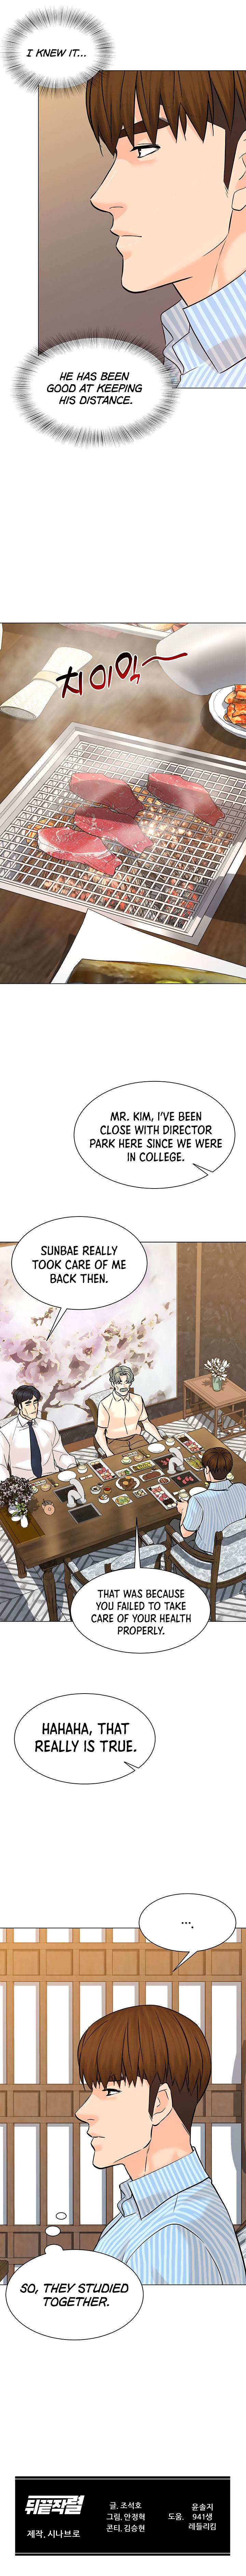 I KNEW IT...
HE HAS BEEN
GOOD AT KEEPING
HIS DISTANCE.
치이익~
MR. KIM, I'VE BEEN
CLOSE WITH DIRECTOR
PARK HERE SINCE WE WERE
IN COLLEGE.
SUNBAE REALLY
TOOK CARE OF ME
BACK THEN.
THAT WAS BECAUSE
YOU FAILED TO TAKE
CARE OF YOUR HEALTH
PROPERLY.
HAHAHA, THAT
REALLY IS TRUE.
....
SO, THEY STUDIED
TOGETHER.
뒤끝작렬
제작. 시나브로
글. 조석호
그림. 안정혁
콘티. 김승현
도움. 윤솔지
941생
레들리킴